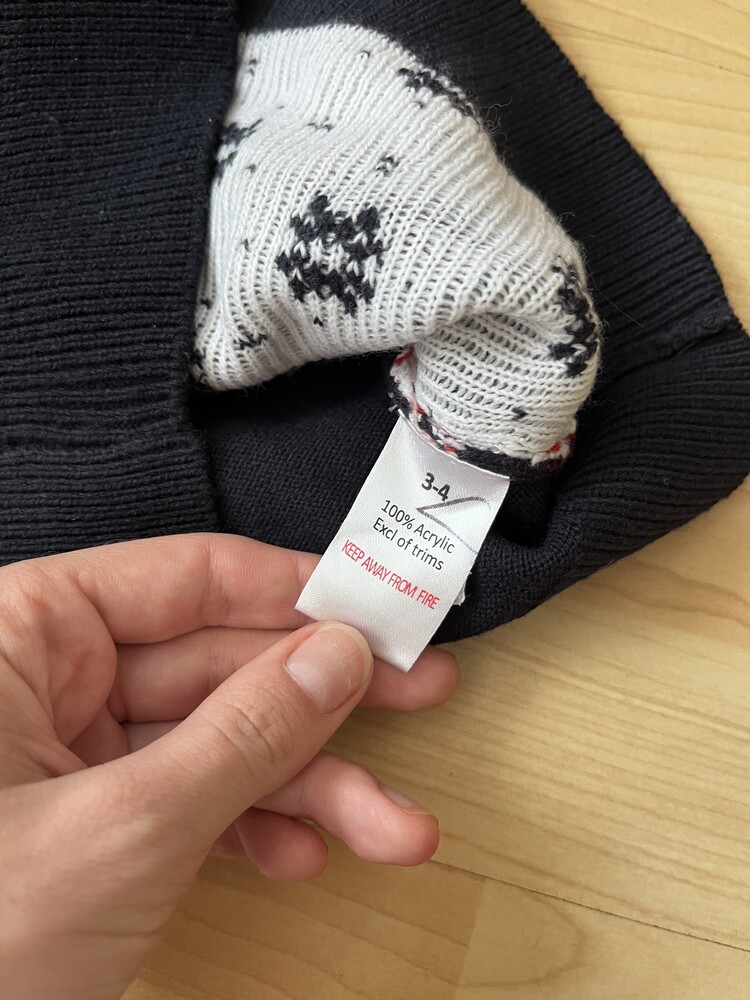 3-4
100% Acrylic
Excl of trims
KEEP AWAY FROM FIRE